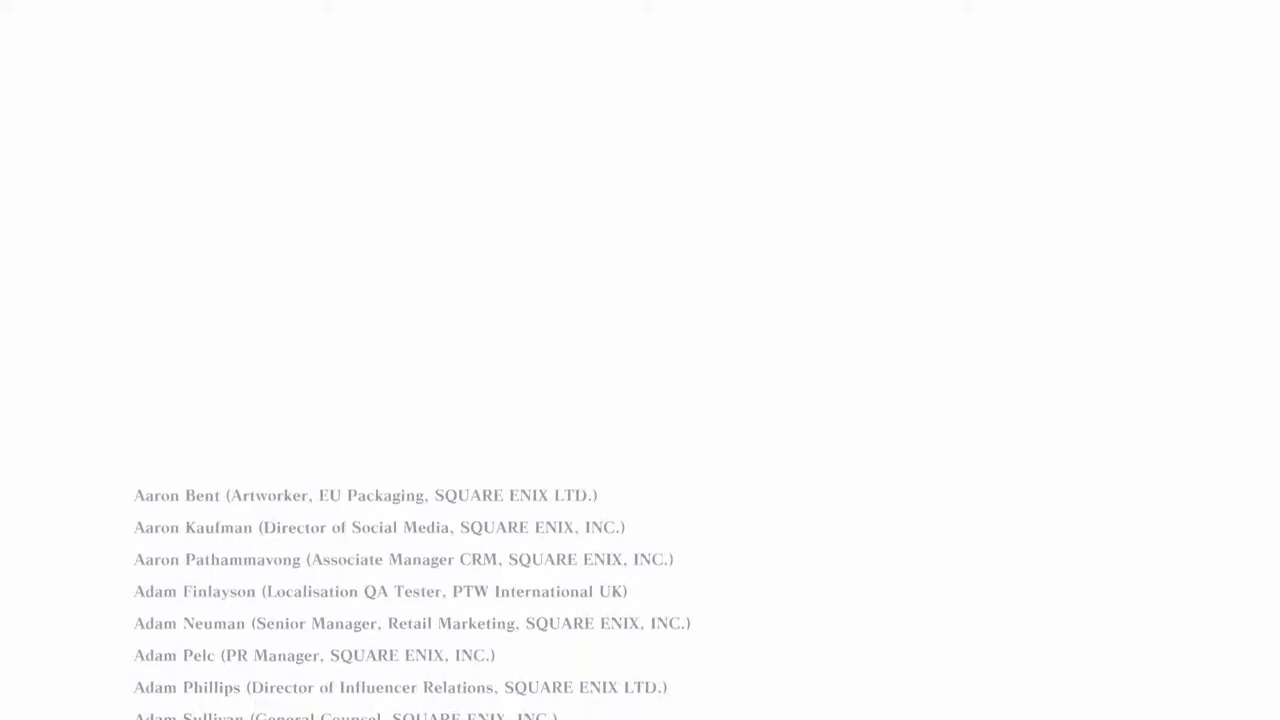 Aaron Bent (Artworker, EU Packaging, SQUARE ENIX LTD.)
Aaron Kaufman (Director of Social Media, SQUARE ENIX, INC.)
Aaron Pathammavong (Associate Manager CRM, SQUARE ENIX, INC.)
Adam Finlayson (Localisation QA Tester, PTW International UK)
Adam Neuman (Senior Manager, Retail Marketing, SQUARE ENIX, INC.)
Adam Pelc (PR Manager, SQUARE ENIX, INC.)
Adam Phillips (Director of Influencer Relations, SQUARE ENIX LTD.)
Adam Sullivan (General Counsel, SQUARE ENIX, INC.)